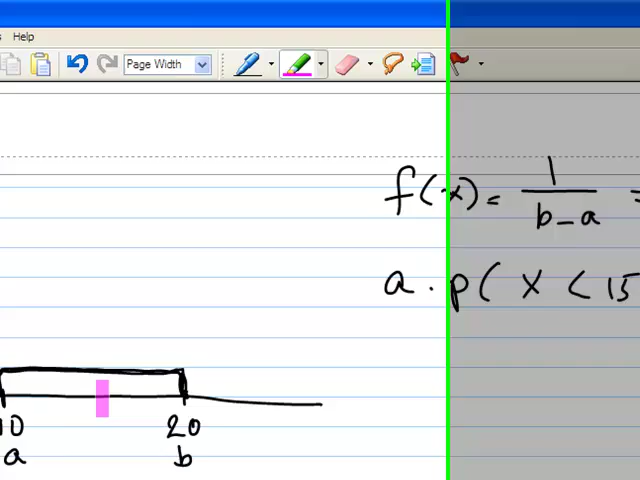 Help
Page Width
f(x) = 1 / b-a =
a. p( X < 15
10 20
a b